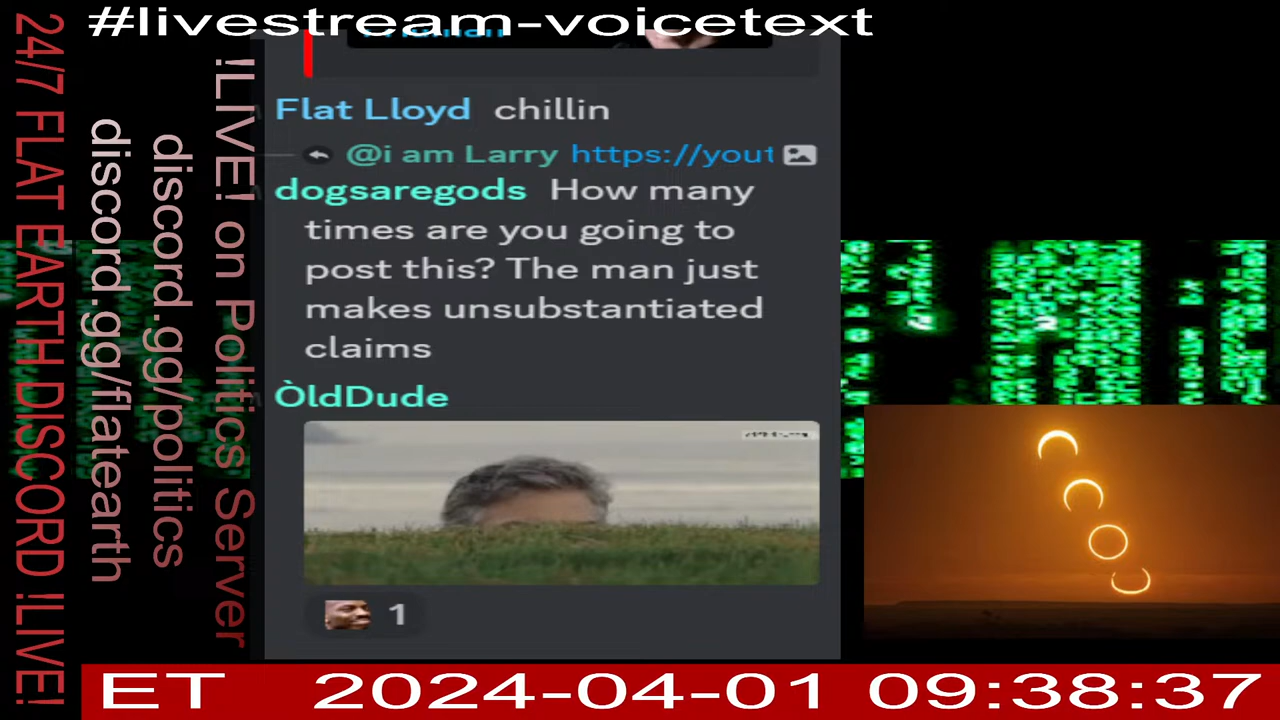 #livestream-voicetext
24/7 FLAT EARTH DISCORD !LIVE!
discord.gg/flatearth
discord.gg/politics
!LIVE! on Politics Server
Flat Lloyd chillin
@i am Larry https://yout
dogsaregods How many
times are you going to
post this? The man just
makes unsubstantiated
claims
ÒldDude
1
ET 2024-04-01 09:38:37